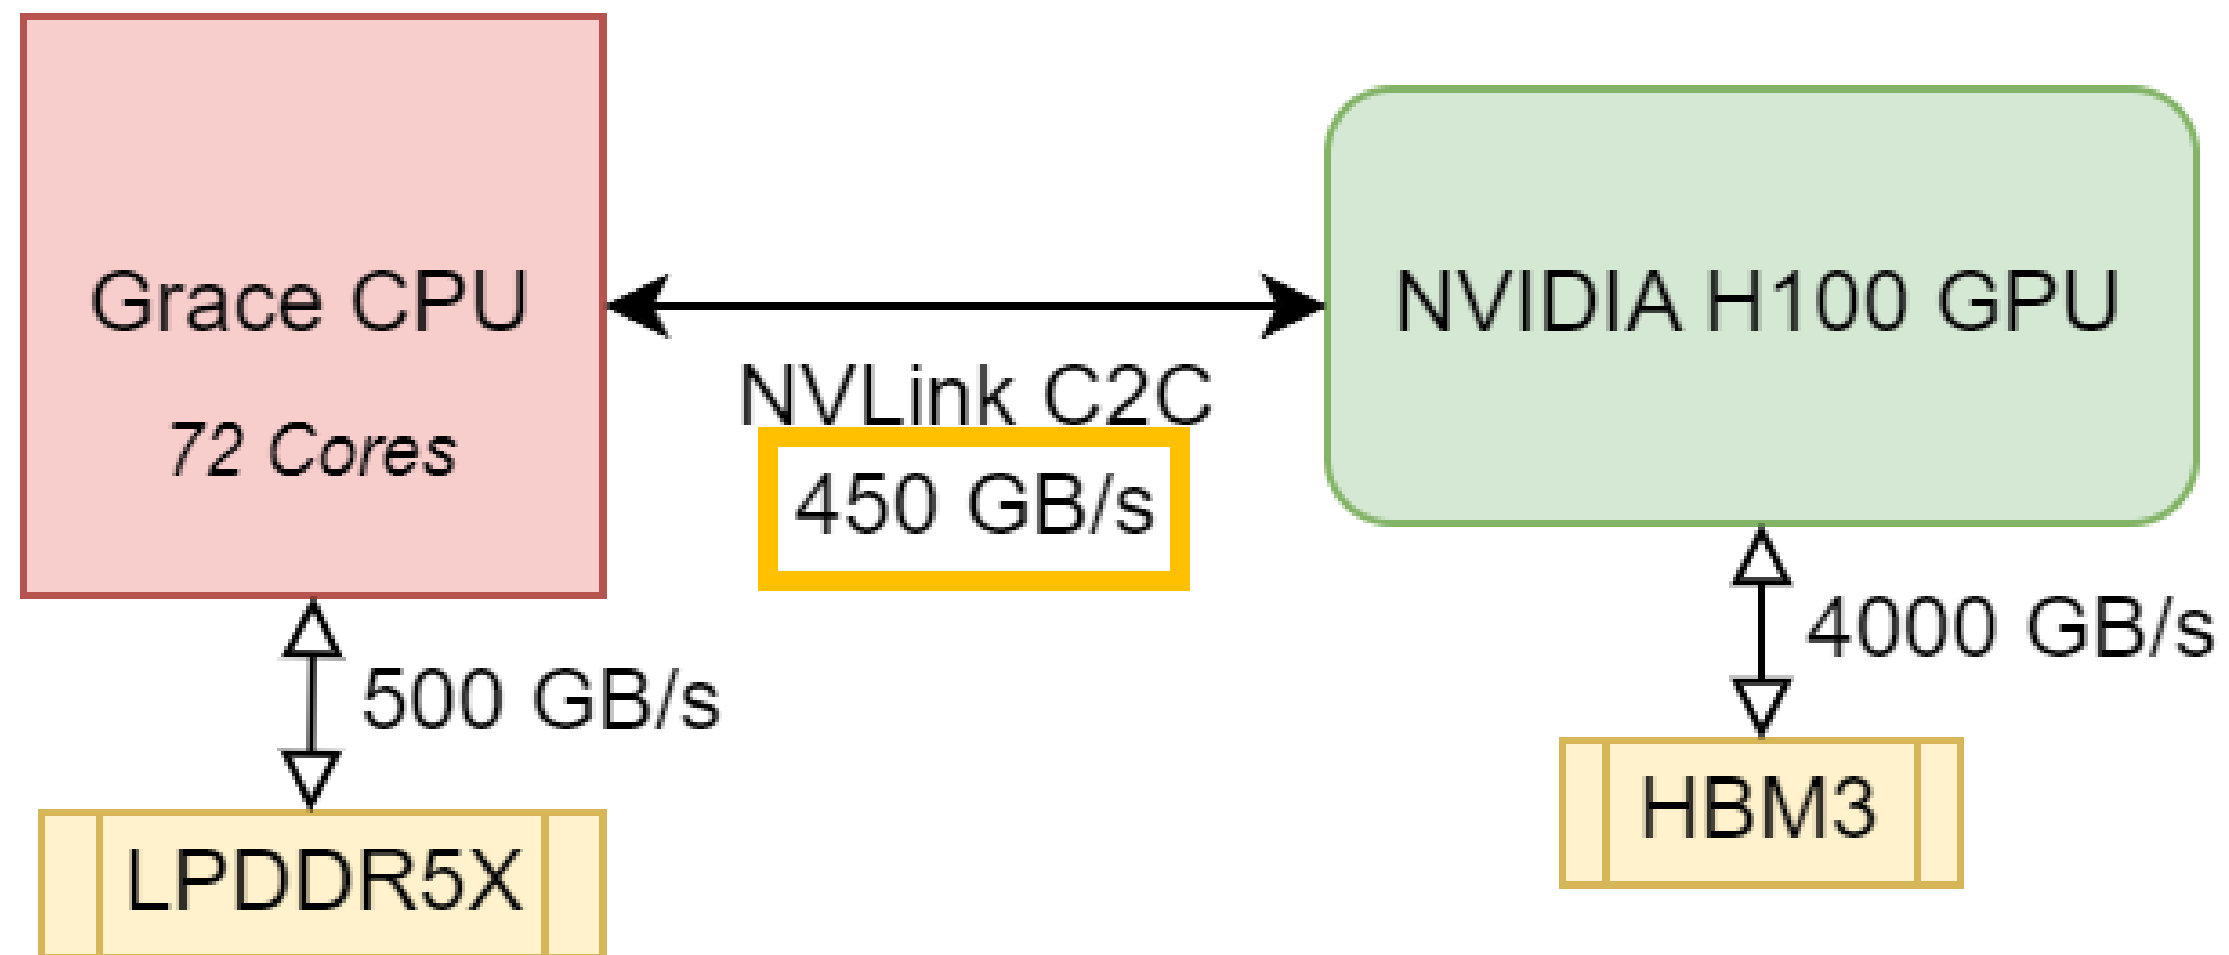 Grace CPU
72 Cores
NVLink C2C
450 GB/s
NVIDIA H100 GPU
500 GB/s
4000 GB/s
LPDDR5X
HBM3